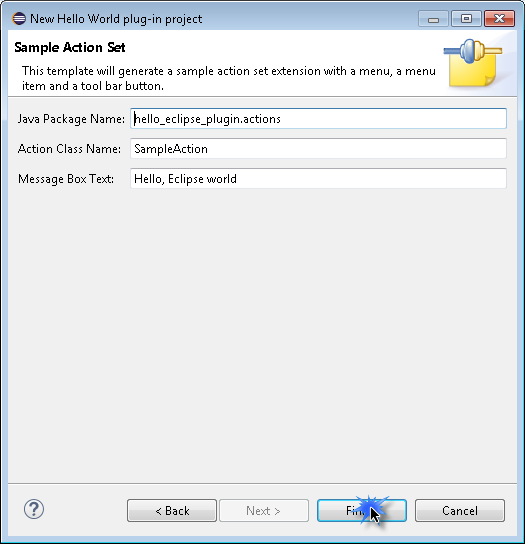 New Hello World plug-in project
Sample Action Set
This template will generate a sample action set extension with a menu, a menu
item and a tool bar button.
Java Package Name: hello_eclipse_plugin.actions
Action Class Name: SampleAction
Message Box Text: Hello, Eclipse world
? < Back Next > Cancel